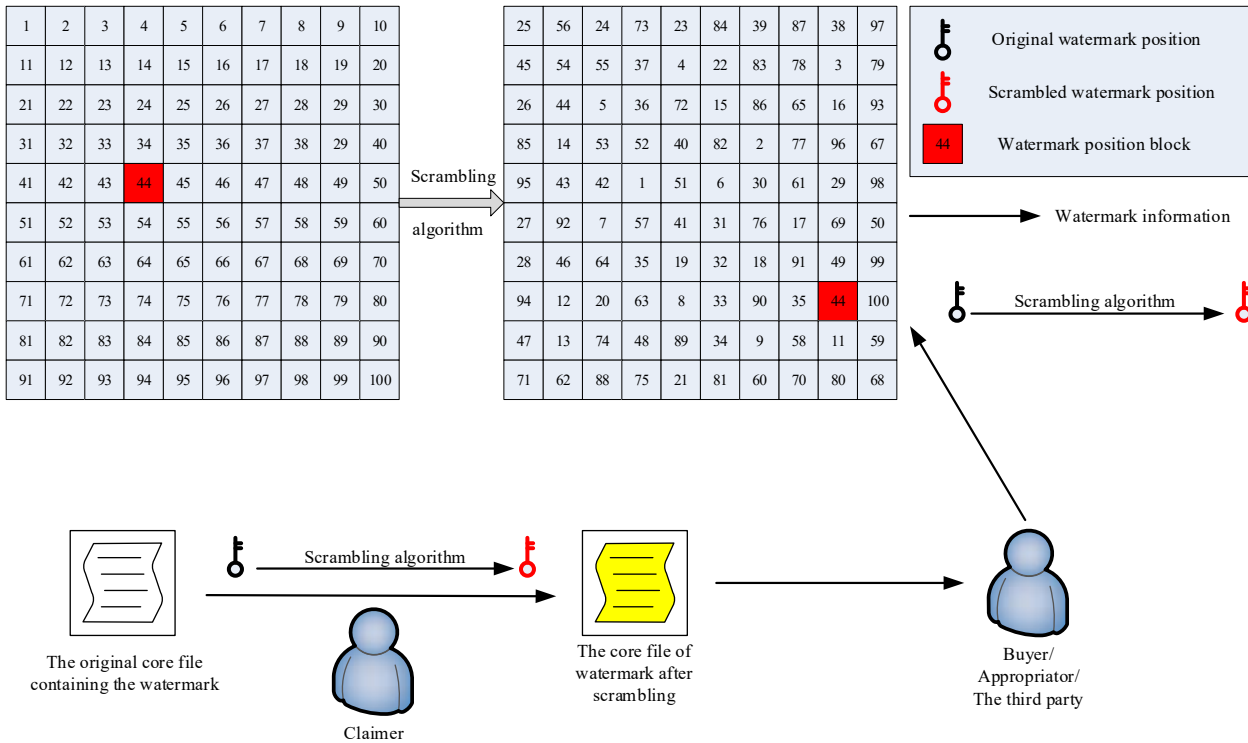 1 2 3 4 5 6 7 8 9 10
11 12 13 14 15 16 17 18 19 20
21 22 23 24 25 26 27 28 29 30
31 32 33 34 35 36 37 38 29 40
41 42 43 44 45 46 47 48 49 50
51 52 53 54 55 56 57 58 59 60
61 62 63 64 65 66 67 68 69 70
71 72 73 74 75 76 77 78 79 80
81 82 83 84 85 86 87 88 89 90
91 92 93 94 95 96 97 98 99 100
Scrambling
algorithm
25 56 24 73 23 84 39 87 38 97
45 54 55 37 4 22 83 78 3 79
26 44 5 36 72 15 86 65 16 93
85 14 53 52 40 82 2 77 96 67
95 43 42 1 51 6 30 61 29 98
27 92 7 57 41 31 76 17 69 50
28 46 64 35 19 32 18 91 49 99
94 12 20 63 8 33 90 35 44 100
47 13 74 48 89 34 9 58 11 59
71 62 88 75 21 81 60 70 80 68
Original watermark position
Scrambled watermark position
44 Watermark position block
Watermark information
Scrambling algorithm
Scrambling algorithm
The original core file
containing the watermark
Claimer
The core file of
watermark after
scrambling
Buyer/
Appropriator/
The third party